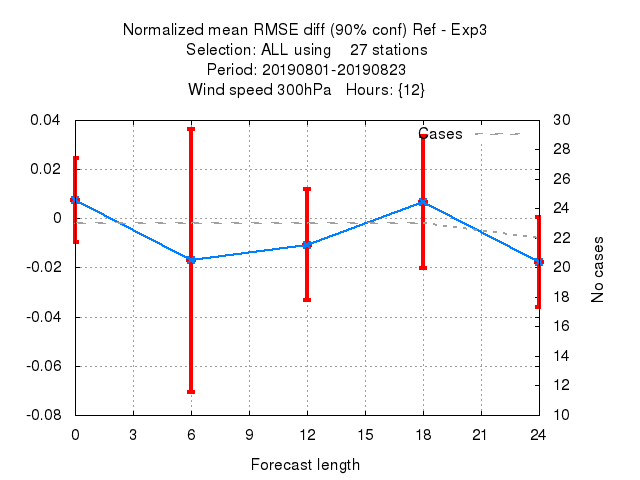 Normalized mean RMSE diff (90% conf) Ref - Exp3
Selection: ALL using    27 stations
Period: 20190801-20190823
Wind speed 300hPa   Hours: {12}
Cases
0.04
0.02
0
-0.02
-0.04
-0.06
-0.08
30
28
26
24
22
20
18
16
14
12
10
No cases
0 3 6 9 12 15 18 21 24
Forecast length